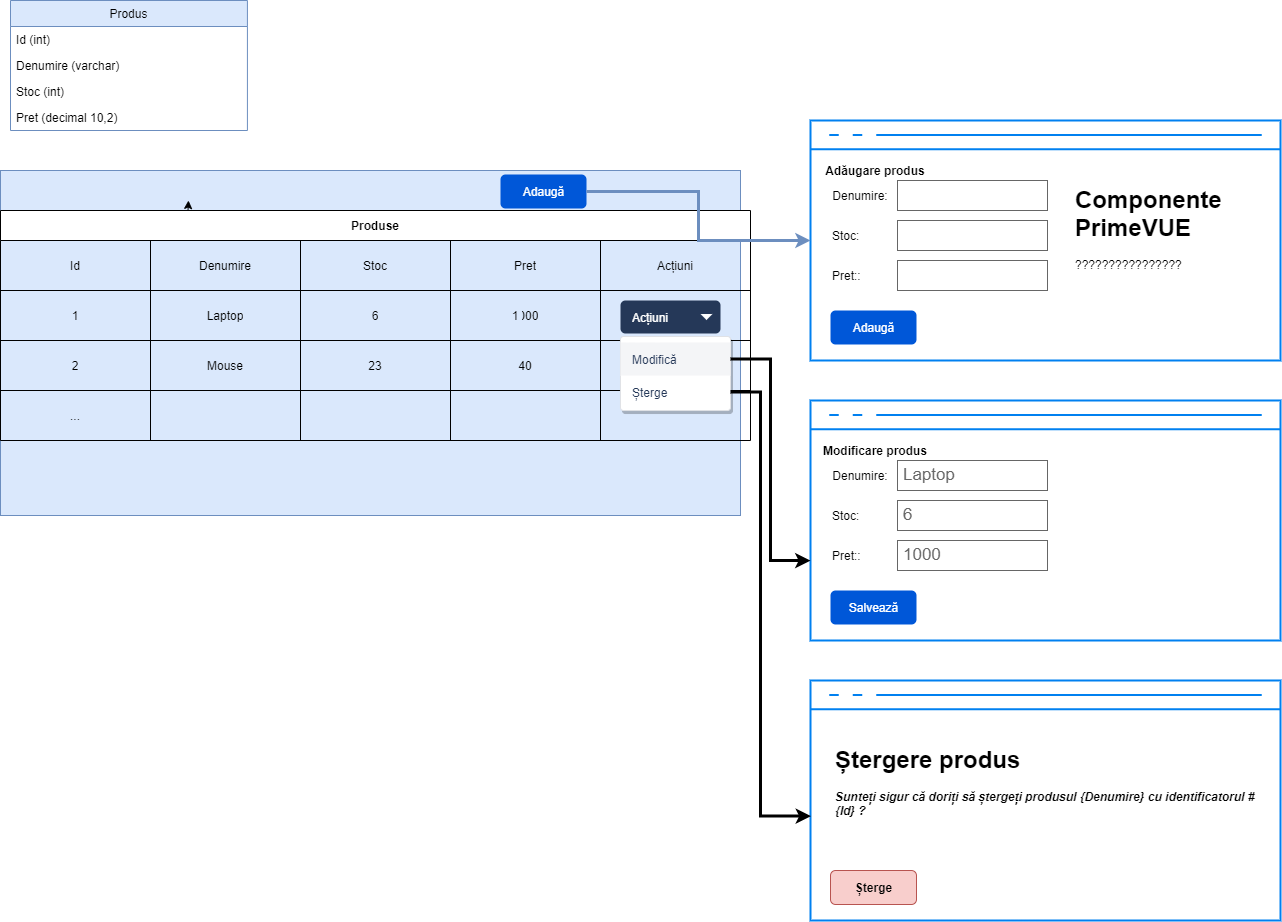 Produs
Id (int)
Denumire (varchar)
Stoc (int)
Pret (decimal 10,2)
Adaugă
Produse
Id Denumire Stoc Pret Acțiuni
1 Laptop 6 1000 Acțiuni
2 Mouse 23 40
Modifică
Șterge
...
Adăugare produs
Denumire:
Stoc:
Pret::
Adaugă
Componente
PrimeVUE
????????????????
Modificare produs
Denumire: Laptop
Stoc: 6
Pret:: 1000
Salvează
Ștergere produs
Sunteți sigur că doriți să ștergeți produsul {Denumire} cu identificatorul #
{Id} ?
Șterge